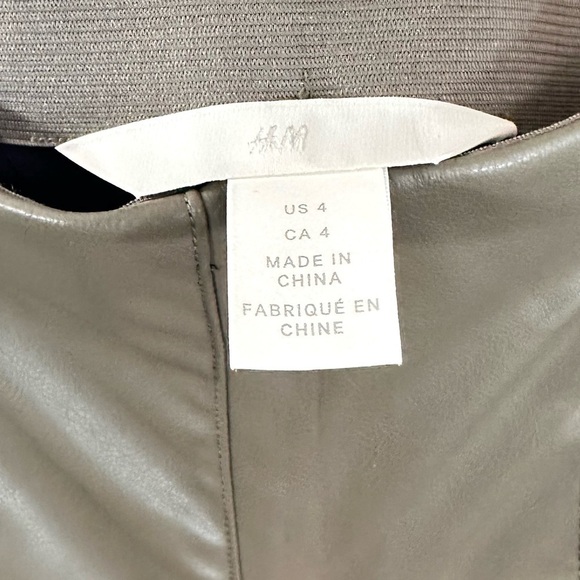 H&M
US 4
CA 4
MADE IN
CHINA
FABRIQUÉ EN
CHINE